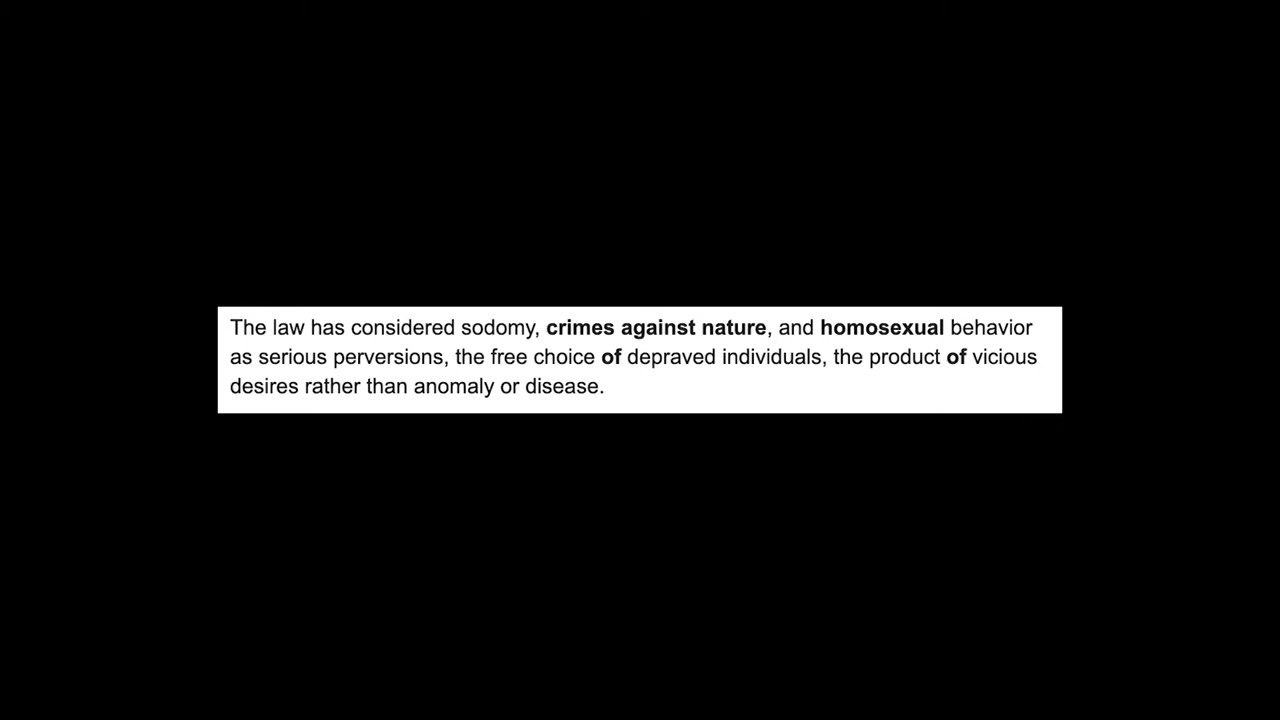 The law has considered sodomy, crimes against nature, and homosexual behavior
as serious perversions, the free choice of depraved individuals, the product of vicious
desires rather than anomaly or disease.